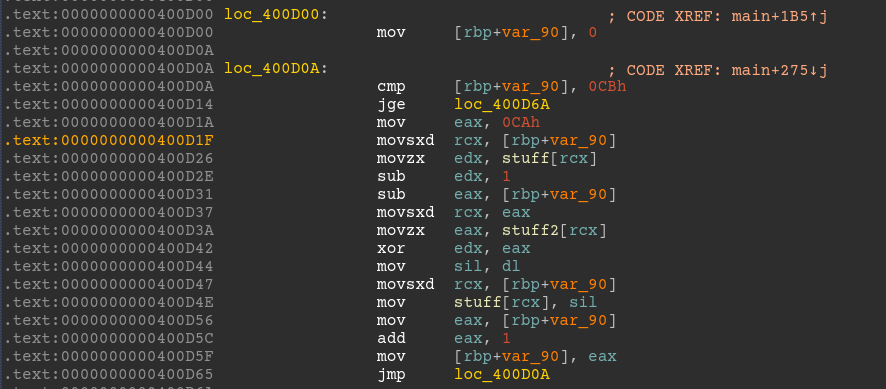 .text:0000000000400D00 loc_400D00: ; CODE XREF: main+1B5↑j
.text:0000000000400D00 mov [rbp+var_90], 0
.text:0000000000400D0A
.text:0000000000400D0A loc_400D0A: ; CODE XREF: main+275↓j
.text:0000000000400D0A cmp [rbp+var_90], 0CBh
.text:0000000000400D14 jge loc_400D6A
.text:0000000000400D1A mov eax, 0CAh
.text:0000000000400D1F movsxd rcx, [rbp+var_90]
.text:0000000000400D26 movzx edx, stuff[rcx]
.text:0000000000400D2E sub edx, 1
.text:0000000000400D31 sub eax, [rbp+var_90]
.text:0000000000400D37 movsxd rcx, eax
.text:0000000000400D3A movzx eax, stuff2[rcx]
.text:0000000000400D42 xor edx, eax
.text:0000000000400D44 mov sil, dl
.text:0000000000400D47 movsxd rcx, [rbp+var_90]
.text:0000000000400D4E mov stuff[rcx], sil
.text:0000000000400D56 mov eax, [rbp+var_90]
.text:0000000000400D5C add eax, 1
.text:0000000000400D5F mov [rbp+var_90], eax
.text:0000000000400D65 jmp loc_400D0A